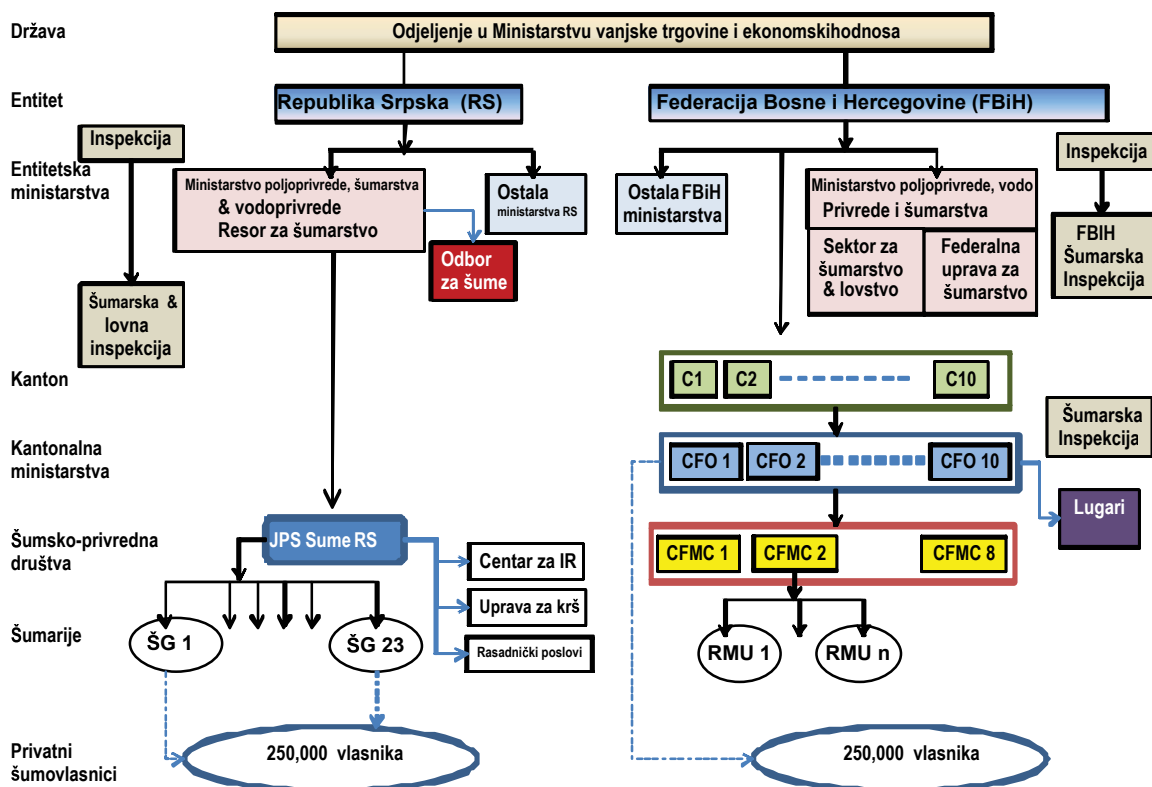 Država
Odjeljenje u Ministarstvu vanjske trgovine i ekonomskihodnosa
Entitet
Republika Srpska (RS)
Federacija Bosne i Hercegovine (FBiH)
Entitetska
ministarstva
Inspekcija
Ministarstvo poljoprivrede, šumarstva
& vodoprivrede
Resor za šumarstvo
Ostala
ministarstva RS
Ostala FBiH
ministarstva
Ministarstvo poljoprivrede, vodo
Privrede i šumarstva
Inspekcija
Odbor
za šume
Sektor za
šumarstvo
& lovstvo
Federalna
uprava za
šumarstvo
FBIH
Šumarska
Inspekcija
Šumarska &
lovna
inspekcija
Kanton
C1
C2
C10
Šumarska
Inspekcija
Kantonalna
ministarstva
CFO 1
CFO 2
CFO 10
Lugari
Šumsko-privredna
društva
JPS Sume RS
Centar za IR
CFMC 1
CFMC 2
CFMC 8
Uprava za krš
Šumarije
ŠG 1
ŠG 23
Rasadnički poslovi
RMU 1
RMU n
Privatni
šumovlasnici
250,000 vlasnika
250,000 vlasnika